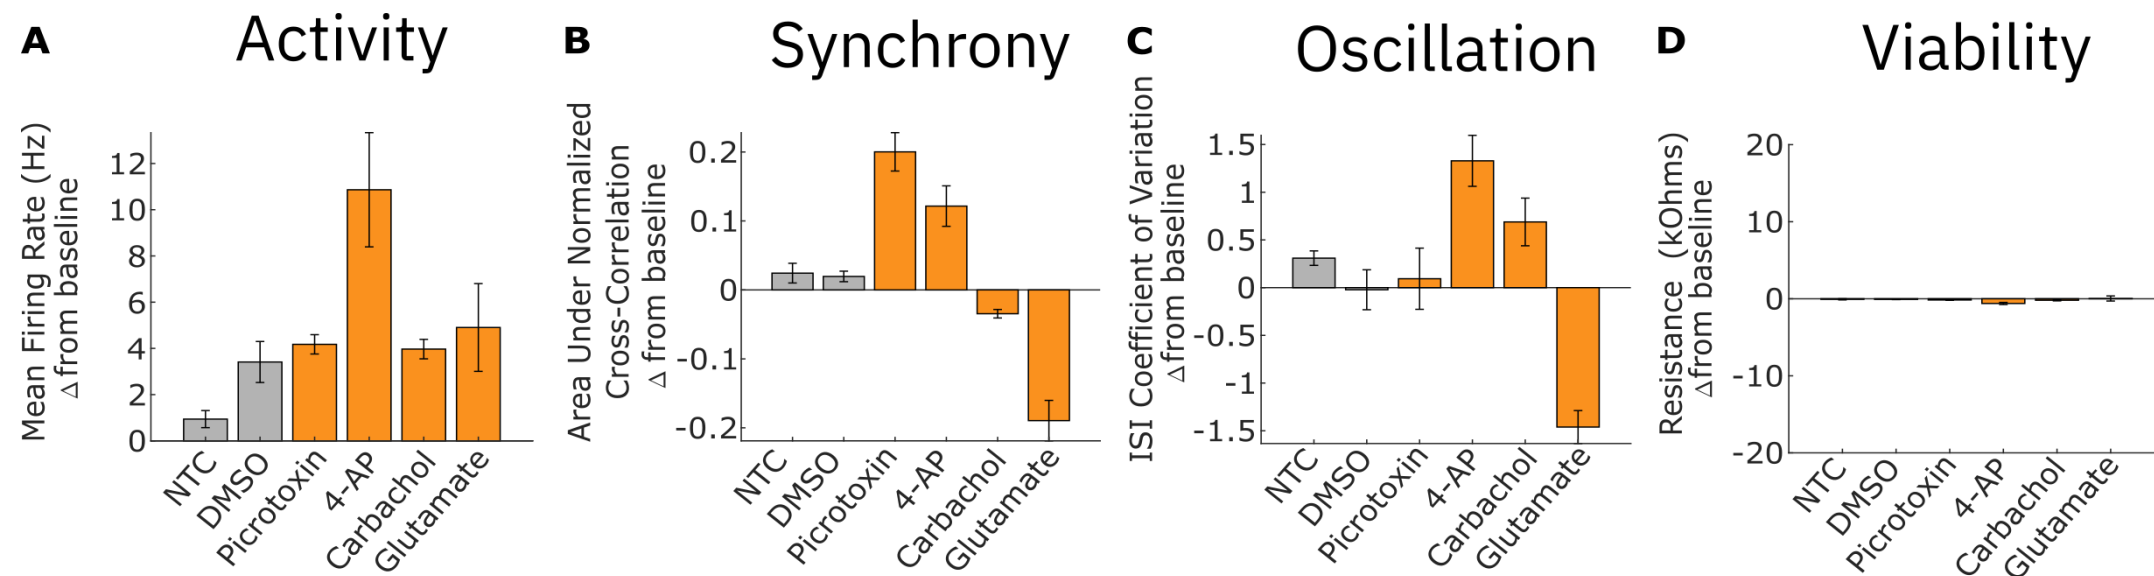 A
Activity
Mean Firing Rate (Hz)
△from baseline
12
10
8
6
4
2
0
NTC
DMSO
Picrotoxin
4-AP
Carbachol
Glutamate
B
Synchrony
Area Under Normalized
Cross-Correlation
△ from baseline
0.2
0.1
0
-0.1
-0.2
NTC
DMSO
Picrotoxin
4-AP
Carbachol
Glutamate
C
Oscillation
ISI Coefficient of Variation
△from baseline
1.5
1
0.5
0
-0.5
-1
-1.5
NTC
DMSO
Picrotoxin
4-AP
Carbachol
Glutamate
D
Viability
Resistance (kOhms)
△from baseline
20
10
0
-10
-20
NTC
DMSO
Picrotoxin
4-AP
Carbachol
Glutamate